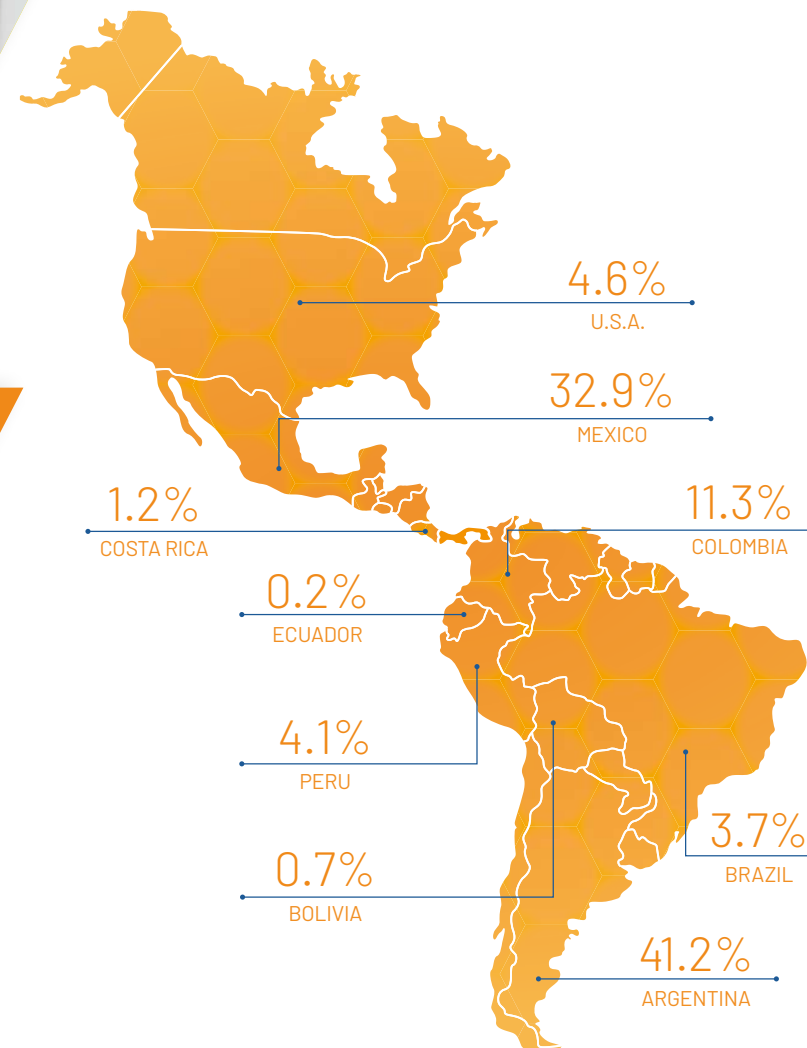 4.6%
U.S.A.
32.9%
MEXICO
1.2%
COSTA RICA
11.3%
COLOMBIA
0.2%
ECUADOR
4.1%
PERU
3.7%
BRAZIL
0.7%
BOLIVIA
41.2%
ARGENTINA